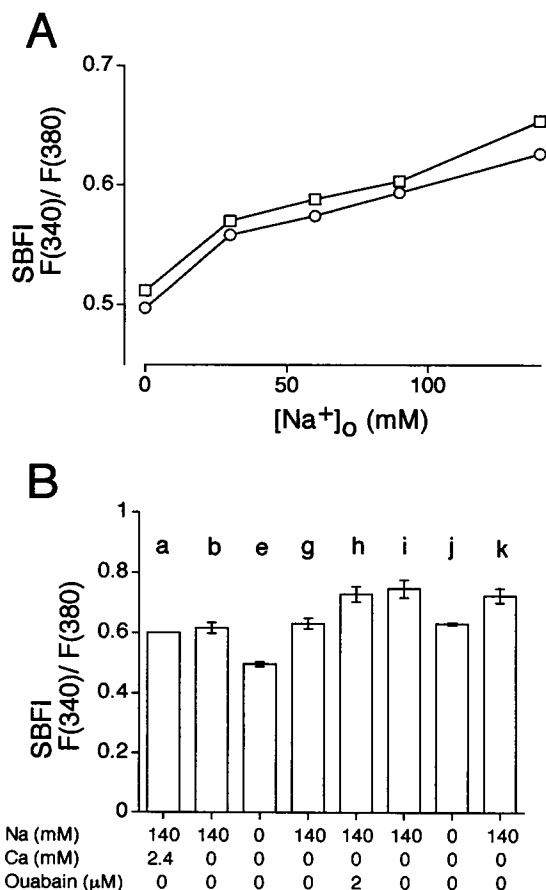 A
0.7
0.6
0.5
SBFI
F(340)/ F(380)
0 50 100
[Na+]o (mM)
B
1
0.8
0.6
0.4
0.2
0
SBFI
F(340)/ F(380)
a b e g h i j k
Na (mM) 140 140 0 140 140 140 0 140
Ca (mM) 2.4 0 0 0 0 0 0 0
Ouabain (μM) 0 0 0 0 2 0 0 0